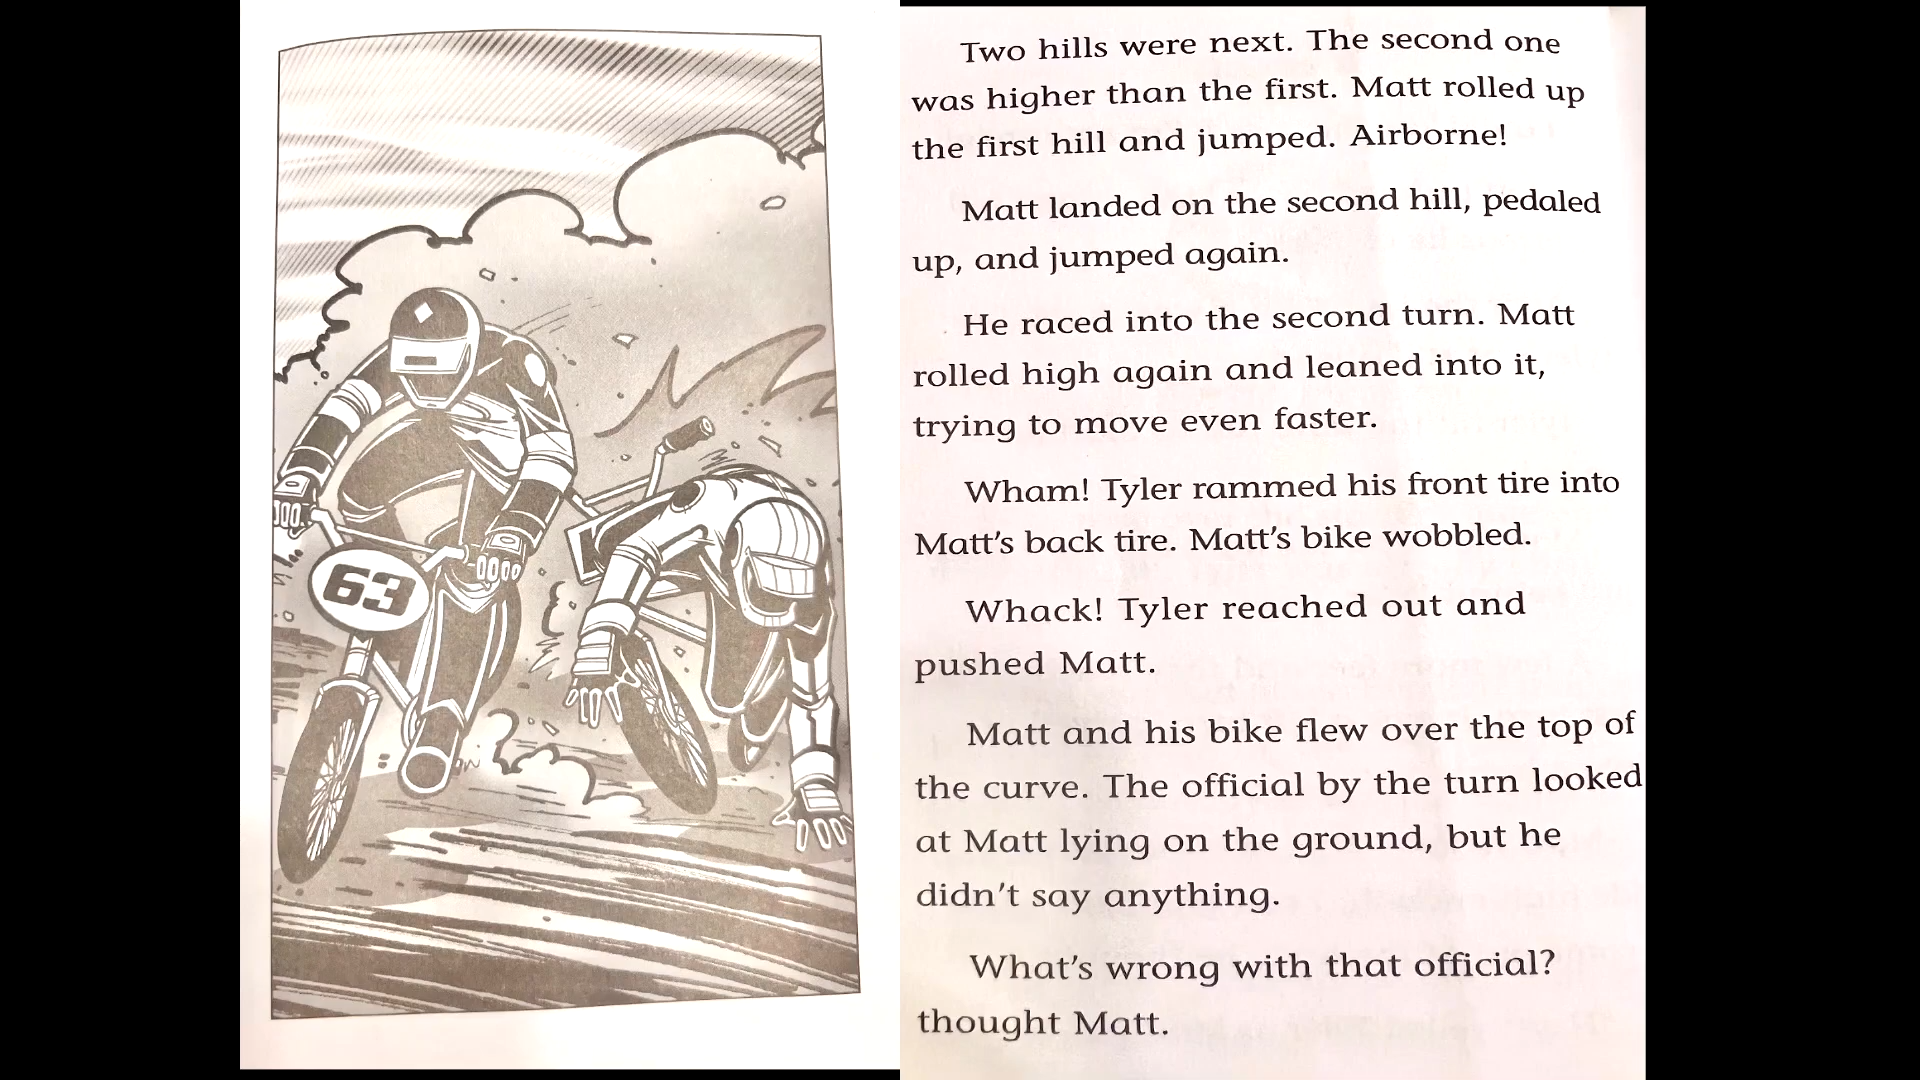 63
Two hills were next. The second one
was higher than the first. Matt rolled up
the first hill and jumped. Airborne!
Matt landed on the second hill, pedaled
up, and jumped again.
He raced into the second turn. Matt
rolled high again and leaned into it,
trying to move even faster.
Wham! Tyler rammed his front tire into
Matt's back tire. Matt's bike wobbled.
Whack! Tyler reached out and
pushed Matt.
Matt and his bike flew over the top of
the curve. The official by the turn looked
at Matt lying on the ground, but he
didn't say anything.
What's wrong with that official?
thought Matt.